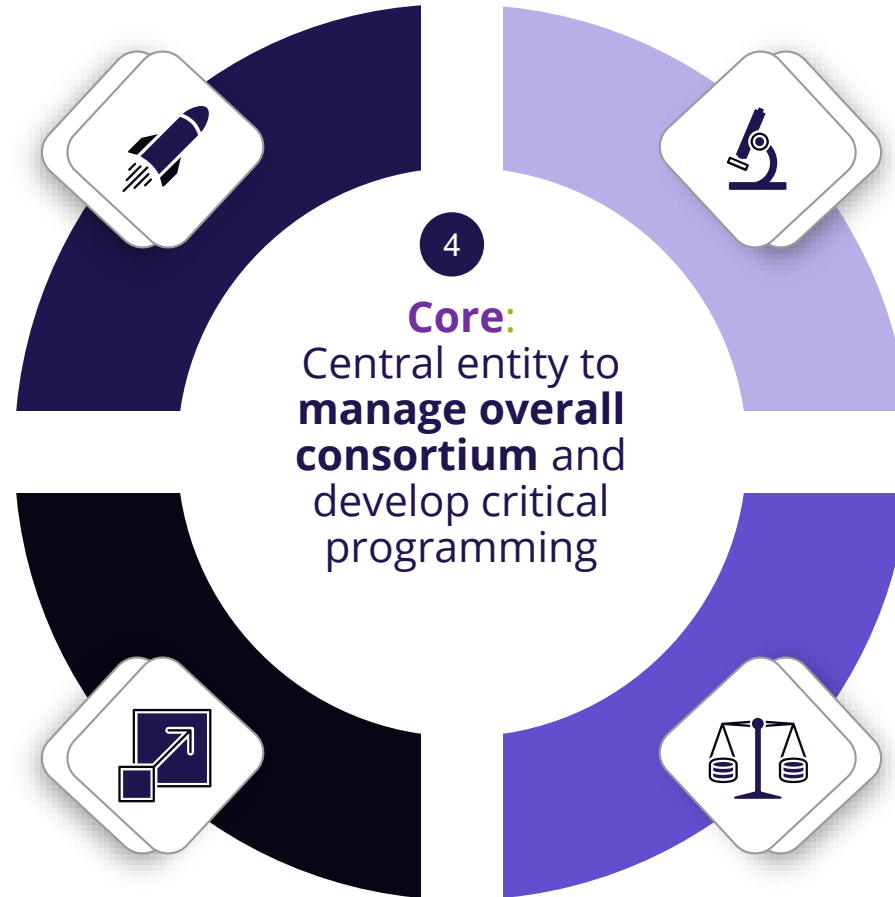 4
Core:
Central entity to
manage overall
consortium and
develop critical
programming